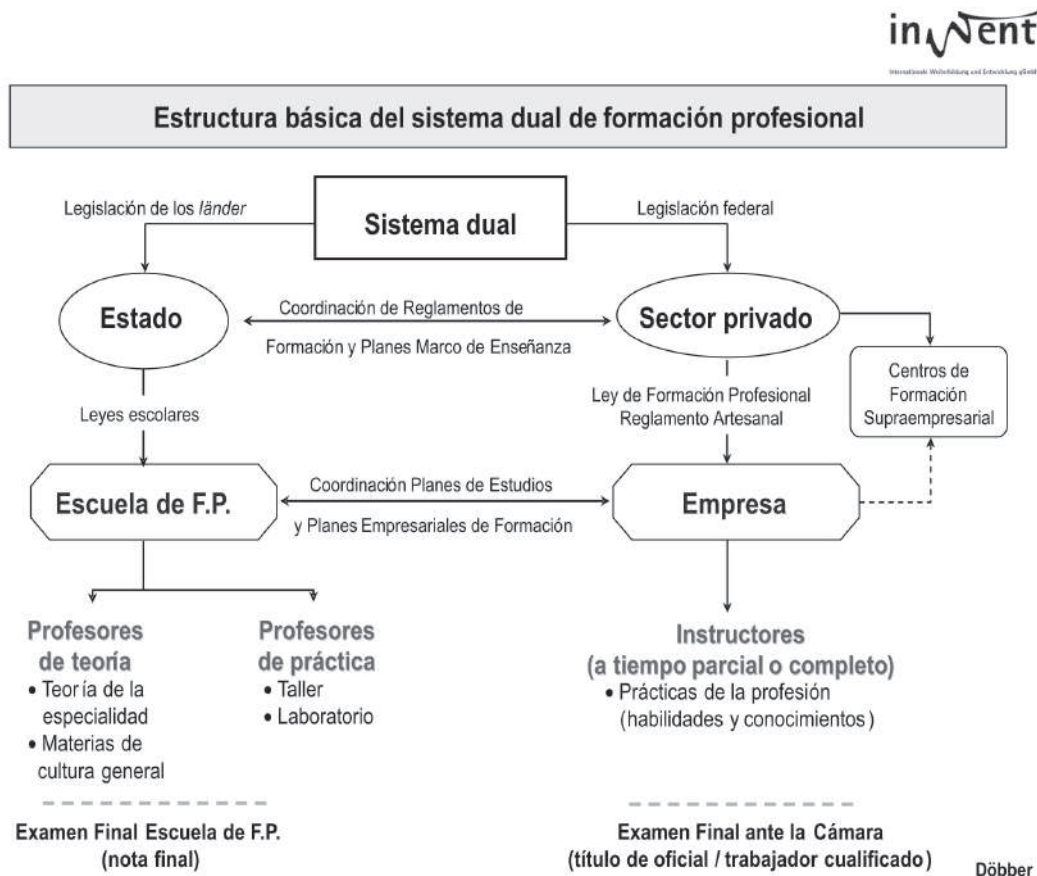 inwent
Internationale Weiterbildung und Entwicklung gGmbH
Estructura básica del sistema dual de formación profesional
Legislación de los länder
Sistema dual
Legislación federal
Estado
Coordinación de Reglamentos de
Formación y Planes Marco de Enseñanza
Sector privado
Centros de
Formación
Supraempresarial
Leyes escolares
Ley de Formación Profesional
Reglamento Artesanal
Escuela de F.P.
Coordinación Planes de Estudios
y Planes Empresariales de Formación
Empresa
Profesores
de teoría
• Teoría de la
especialidad
• Materias de
cultura general
Profesores
de práctica
• Taller
• Laboratorio
Instructores
(a tiempo parcial o completo)
• Prácticas de la profesión
(habilidades y conocimientos)
Examen Final Escuela de F.P.
(nota final)
Examen Final ante la Cámara
(título de oficial / trabajador cualificado)
Döbber